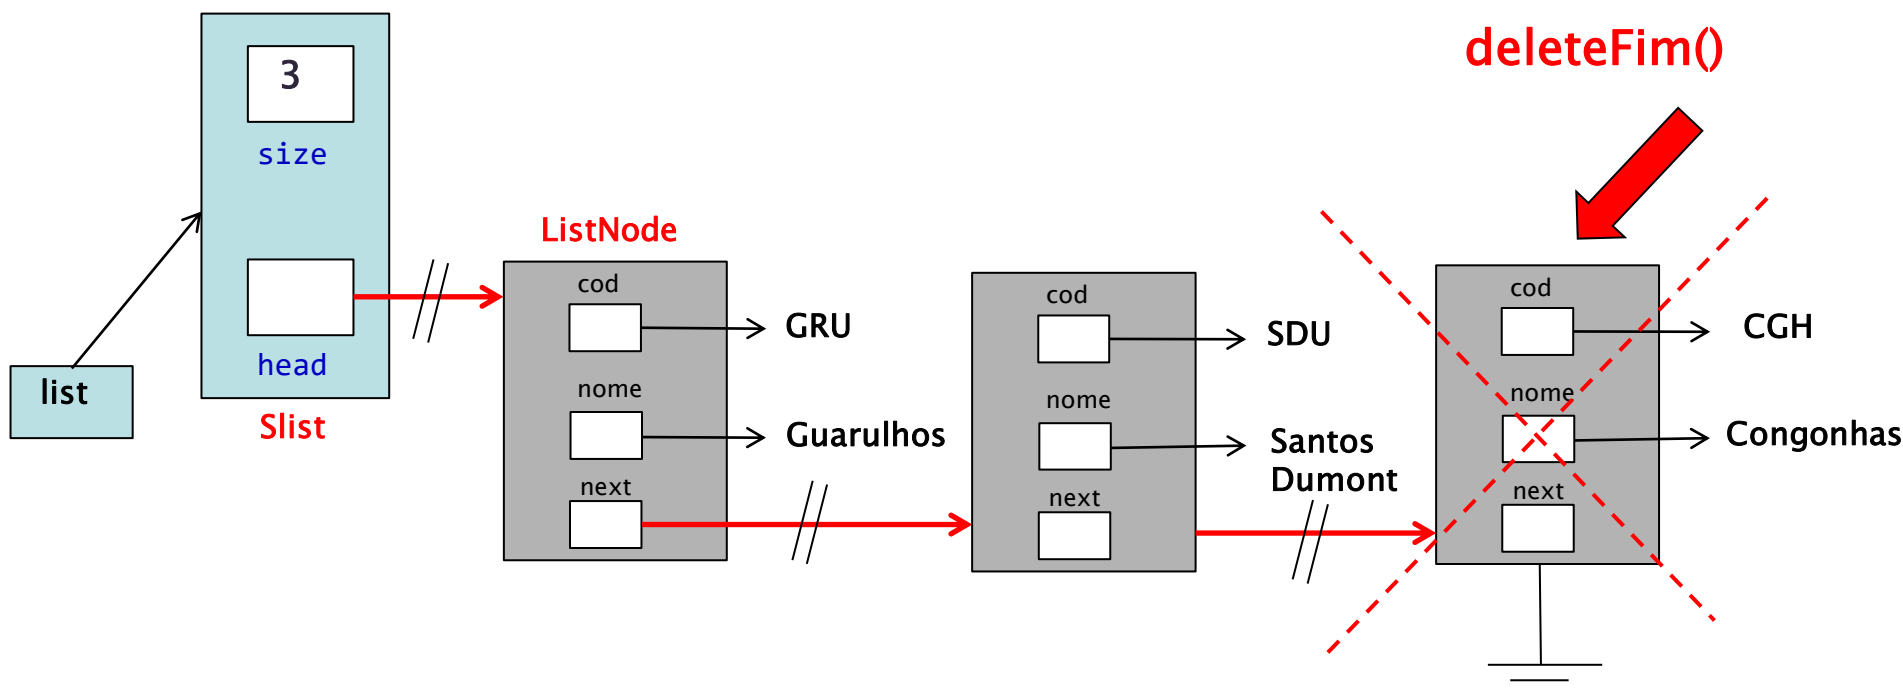 deleteFim()
3
size
head
Slist
list
ListNode
cod
GRU
nome
Guarulhos
next
cod
SDU
nome
Santos
Dumont
next
cod
CGH
nome
Congonhas
next